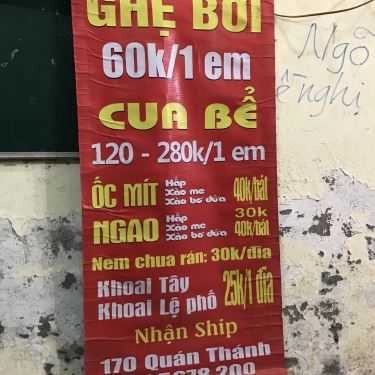 GHẸ BƠI
60k/1 em
CUA BỂ
120 - 280k/1 em
ỐC MÍT Hấp Xào me Xào bơ dừa 40k/bát
NGAO Hấp Xào me Xào bơ dừa 30k 40k/bát
Nem chua rán: 30k/đĩa
Khoai Tây
Khoai Lệ phố 25k/1 đĩa
Nhận Ship
170 Quán Thánh
Ngõ
nghị